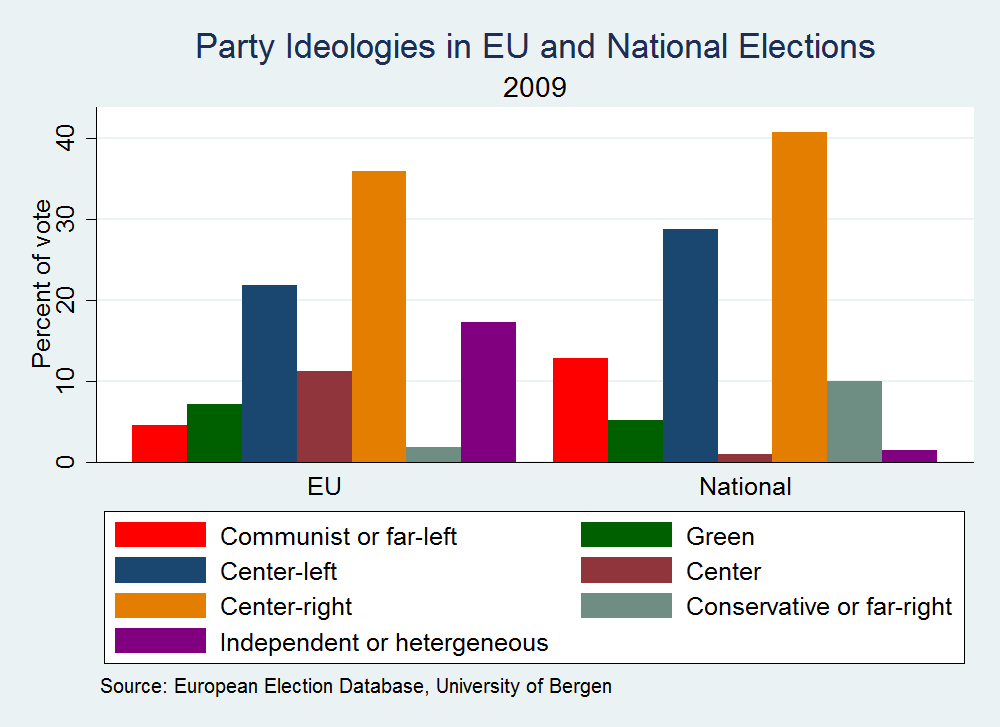 Party Ideologies in EU and National Elections
2009
Percent of vote
40
30
20
10
0
EU National
Communist or far-left Green
Center-left Center
Center-right Conservative or far-right
Independent or hetergeneous
Source: European Election Database, University of Bergen